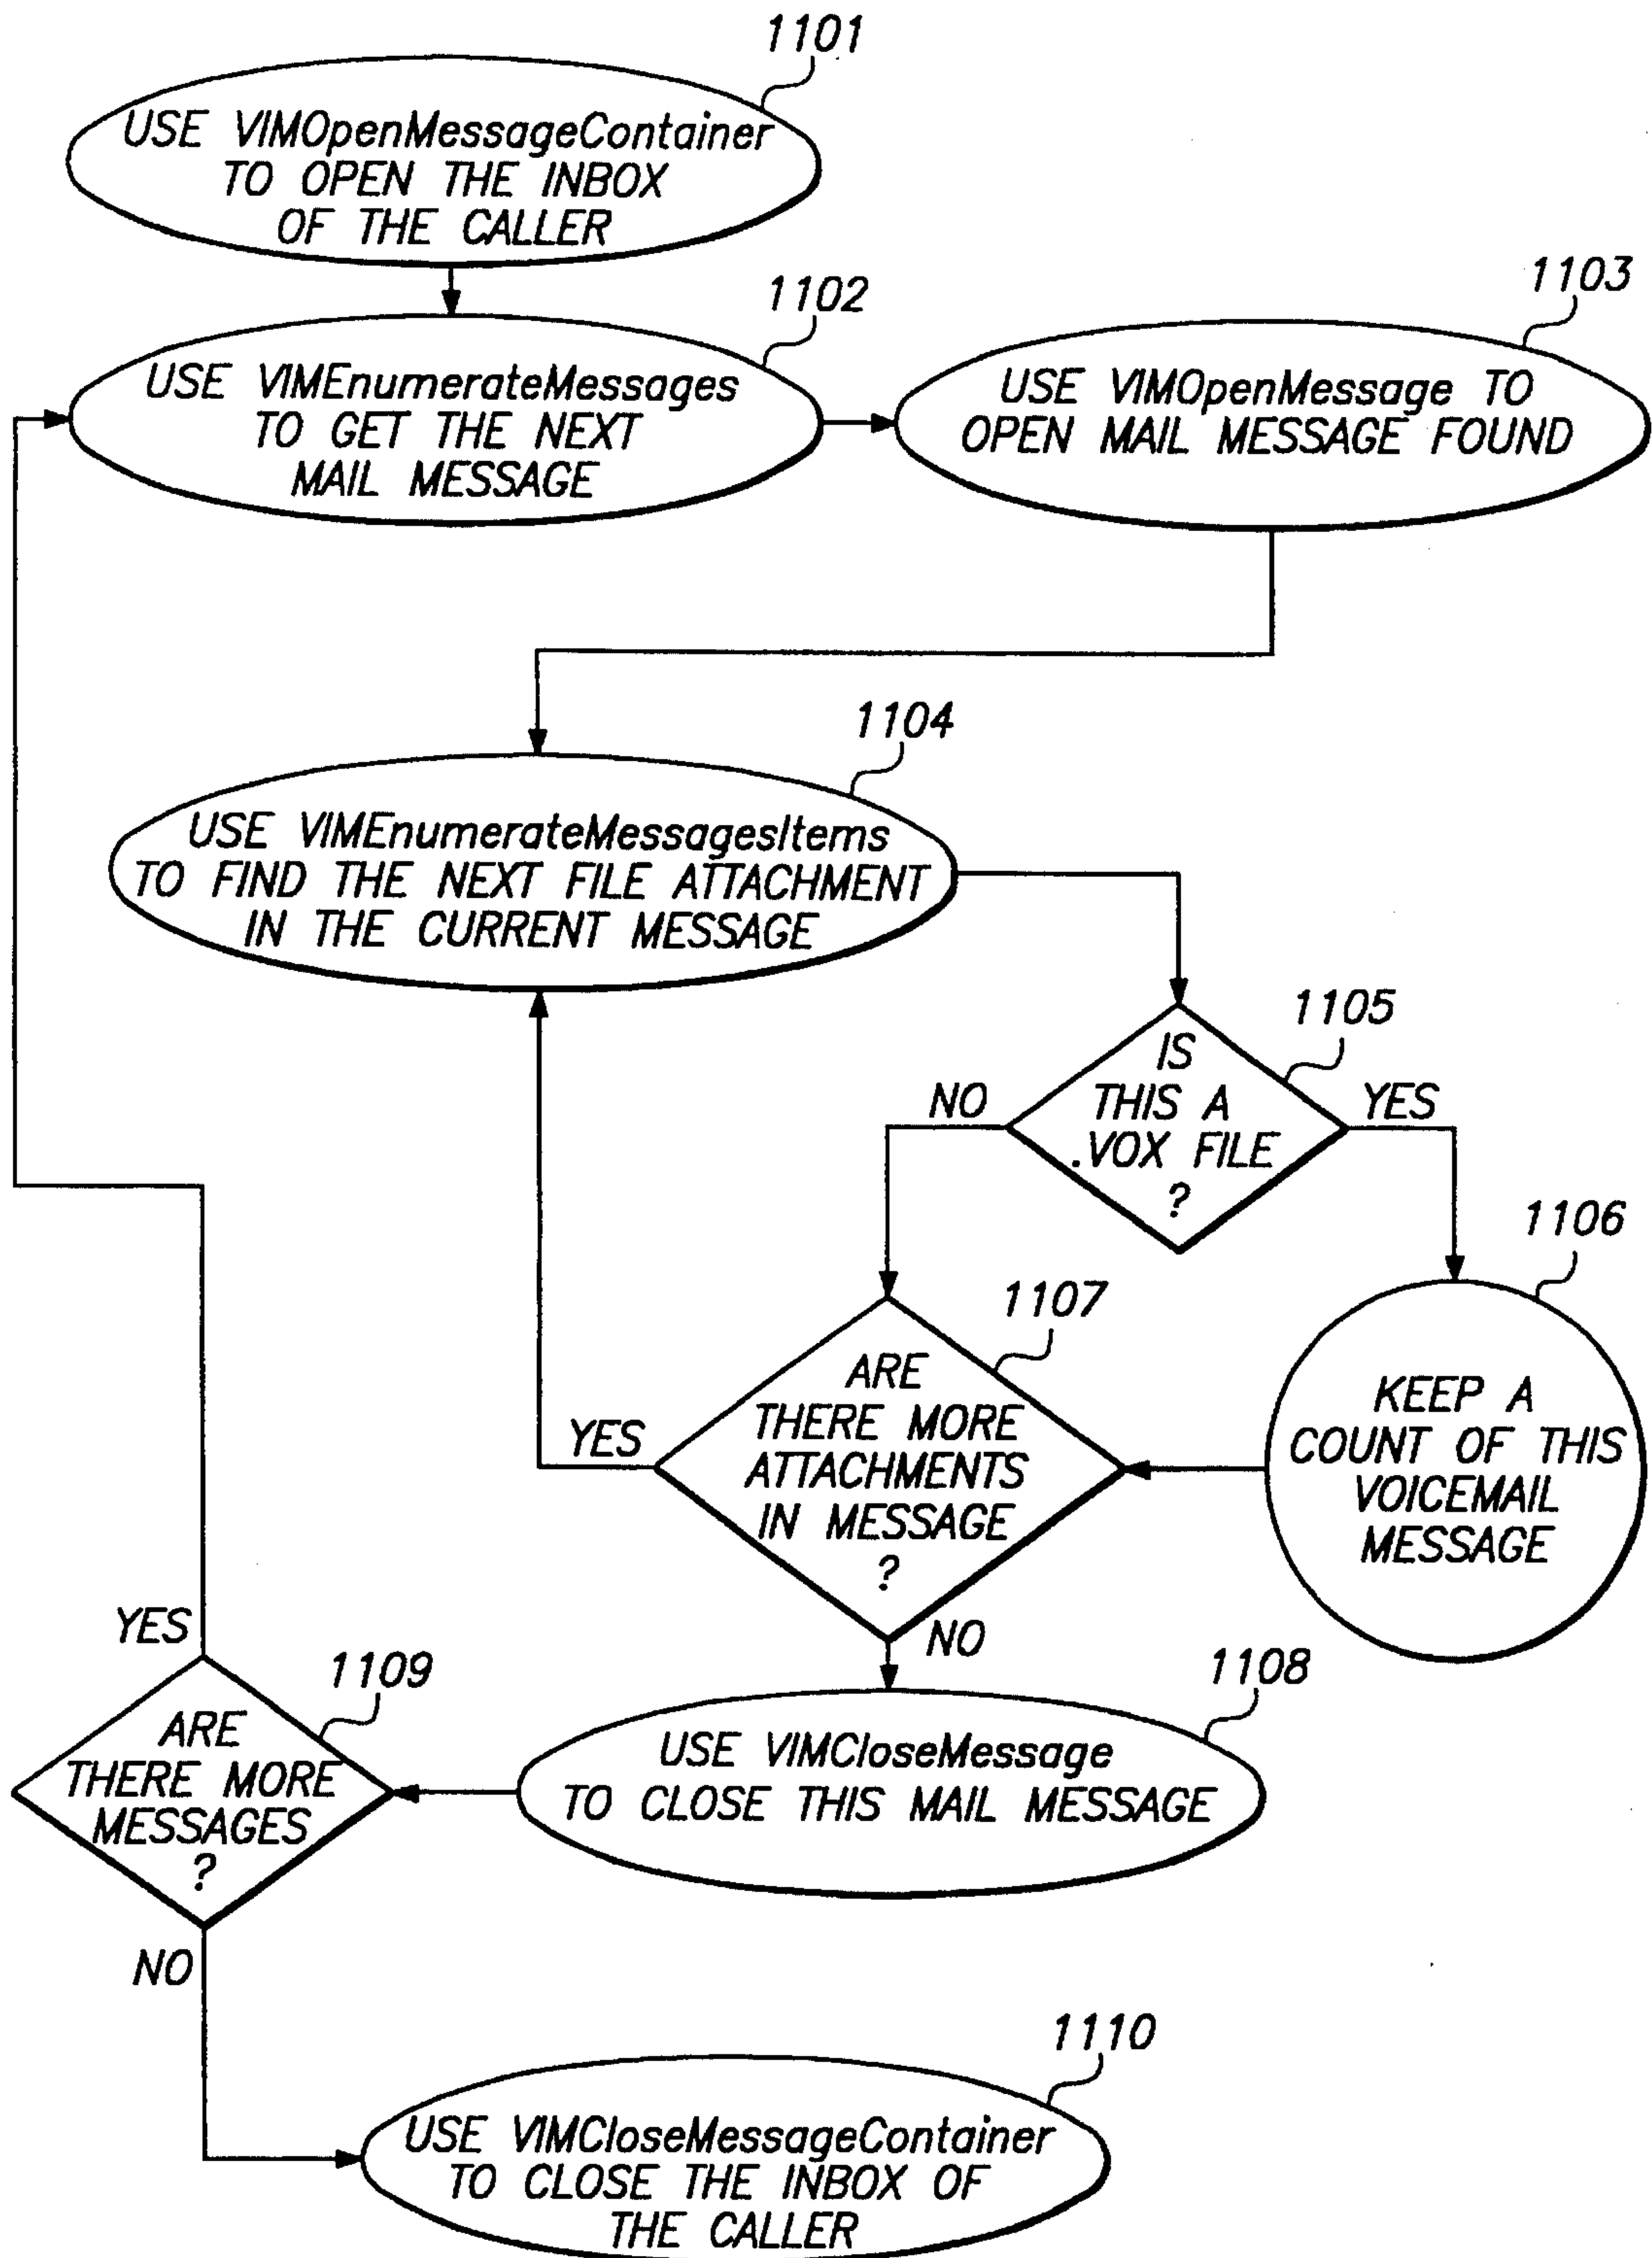 1101
USE VIMOpenMessageContainer
TO OPEN THE INBOX
OF THE CALLER
1102
USE VIMEnumerateMessages
TO GET THE NEXT
MAIL MESSAGE
1103
USE VIMOpenMessage TO
OPEN MAIL MESSAGE FOUND
1104
USE VIMEnumerateMessagesItems
TO FIND THE NEXT FILE ATTACHMENT
IN THE CURRENT MESSAGE
1105
IS
THIS A
.VOX FILE
?
NO
YES
1106
KEEP A
COUNT OF THIS
VOICEMAIL
MESSAGE
1107
ARE
THERE MORE
ATTACHMENTS
IN MESSAGE
?
YES
NO
1108
USE VIMCloseMessage
TO CLOSE THIS MAIL MESSAGE
1109
ARE
THERE MORE
MESSAGES
?
YES
NO
1110
USE VIMCloseMessageContainer
TO CLOSE THE INBOX OF
THE CALLER